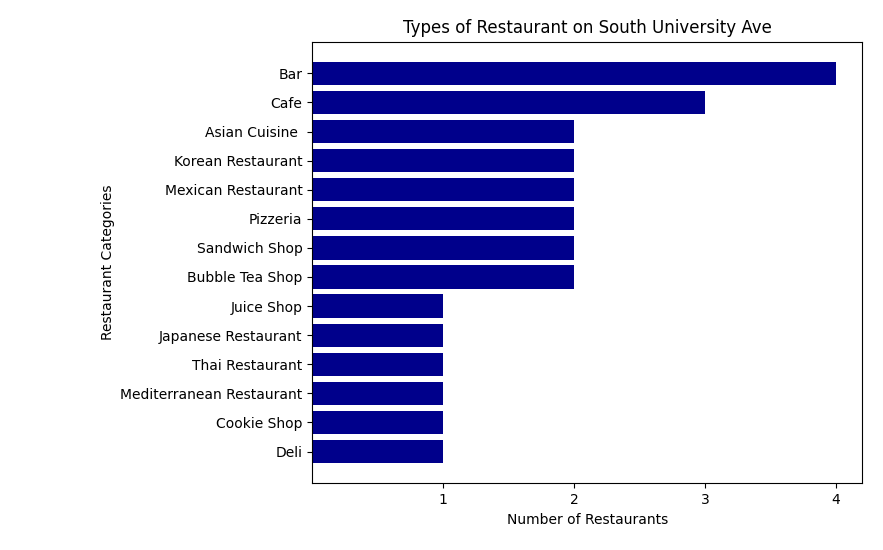 Types of Restaurant on South University Ave
Restaurant Categories
Bar
Cafe
Asian Cuisine
Korean Restaurant
Mexican Restaurant
Pizzeria
Sandwich Shop
Bubble Tea Shop
Juice Shop
Japanese Restaurant
Thai Restaurant
Mediterranean Restaurant
Cookie Shop
Deli
1 2 3 4
Number of Restaurants